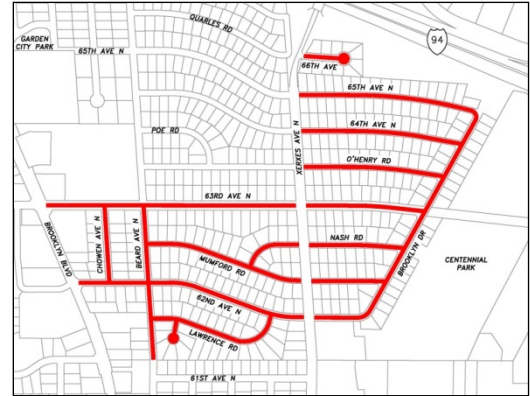 QUARLES RD
GARDEN
CITY PARK
65TH AVE N
94
66TH AVE
65TH AVE N
64TH AVE N
POE RD
XERXES AVE N
O'HENRY RD
63RD AVE N
BROOKLYN BLVD
CHOWEN AVE N
BEARD AVE N
NASH RD
MUMFORD RD
BROOKLYN DR
CENTENNIAL
PARK
62ND AVE N
LAWRENCE RD
61ST AVE N